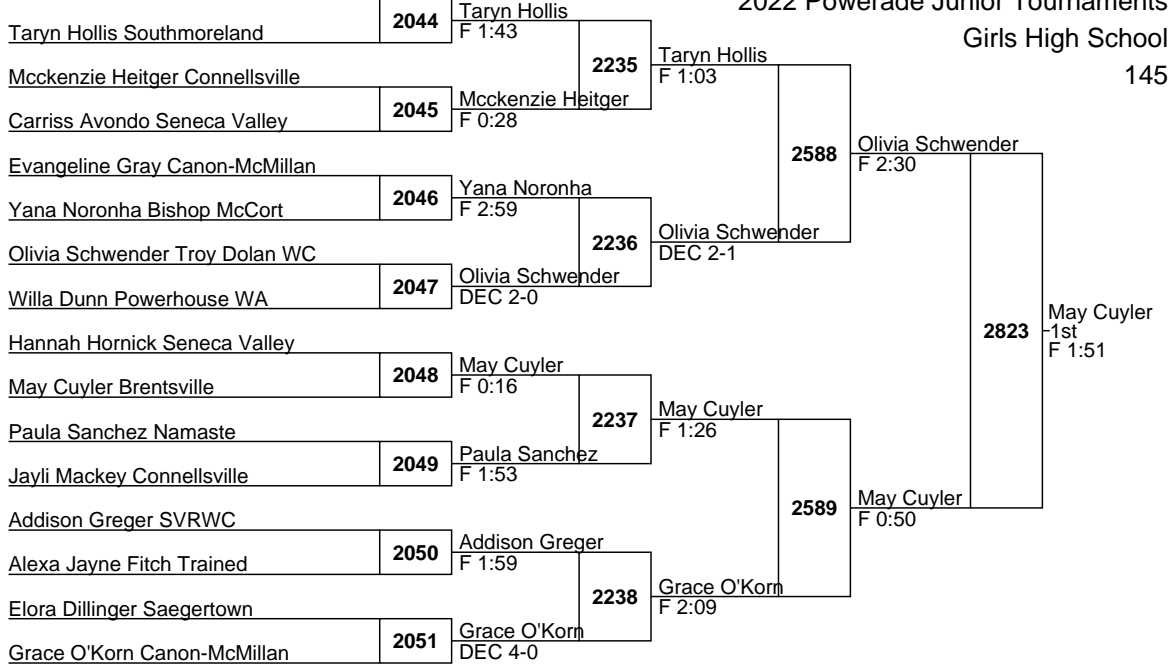 2022 Powerade Junior Tournaments
Girls High School
145
Taryn Hollis Southmoreland
2044
Taryn Hollis
F 1:43
Mcckenzie Heitger Connellsville
Carriss Avondo Seneca Valley
2045
Mcckenzie Heitger
F 0:28
2235
Taryn Hollis
F 1:03
Evangeline Gray Canon-McMillan
Yana Noronha Bishop McCort
2046
Yana Noronha
F 2:59
Olivia Schwender Troy Dolan WC
Willa Dunn Powerhouse WA
2047
Olivia Schwender
DEC 2-0
2236
Olivia Schwender
DEC 2-1
2588
Olivia Schwender
F 2:30
Hannah Hornick Seneca Valley
May Cuyler Brentsville
2048
May Cuyler
F 0:16
Paula Sanchez Namaste
Jayli Mackey Connellsville
2049
Paula Sanchez
F 1:53
2237
May Cuyler
F 1:26
Addison Greger SVRWC
Alexa Jayne Fitch Trained
2050
Addison Greger
F 1:59
Elora Dillinger Saegertown
Grace O'Korn Canon-McMillan
2051
Grace O'Korn
DEC 4-0
2238
Grace O'Korn
F 2:09
2589
May Cuyler
F 0:50
2823
May Cuyler
1st
F 1:51